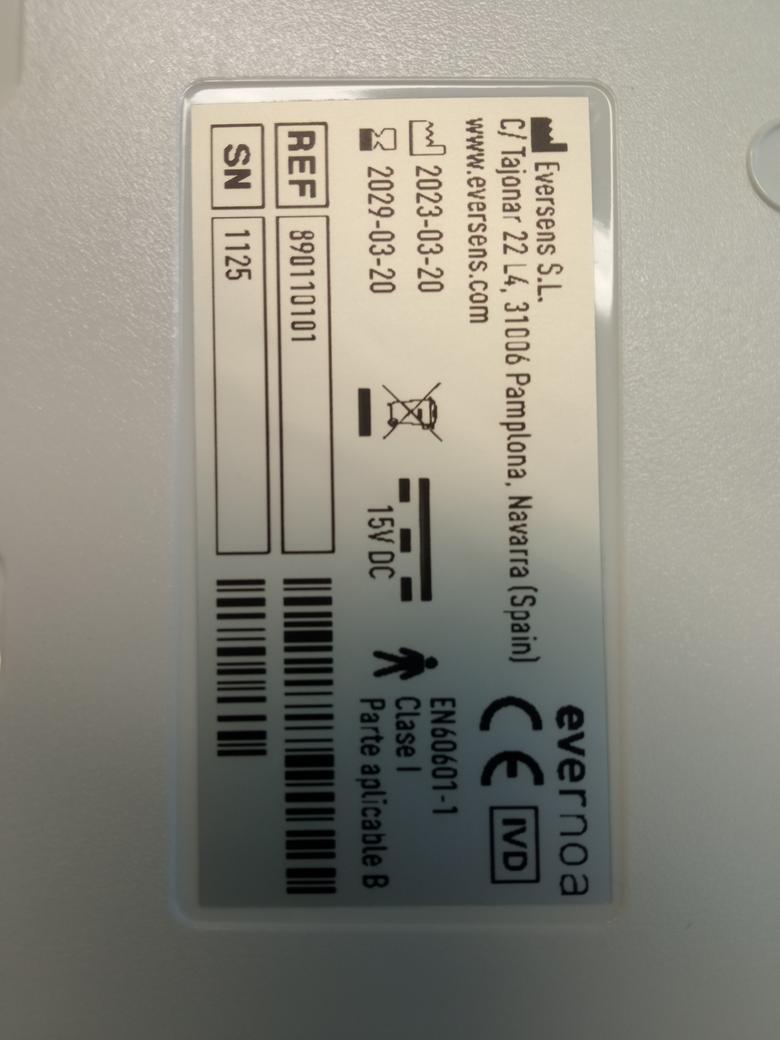 evernoa
Eversens S.L.
C/ Tajonar 22 L4, 31006 Pamplona, Navarra (Spain)
www.eversens.com
CE IVD
2023-03-20
2029-03-20
15V DC
EN60601-1
Clase I
Parte aplicable B
REF 890110101
SN 1125